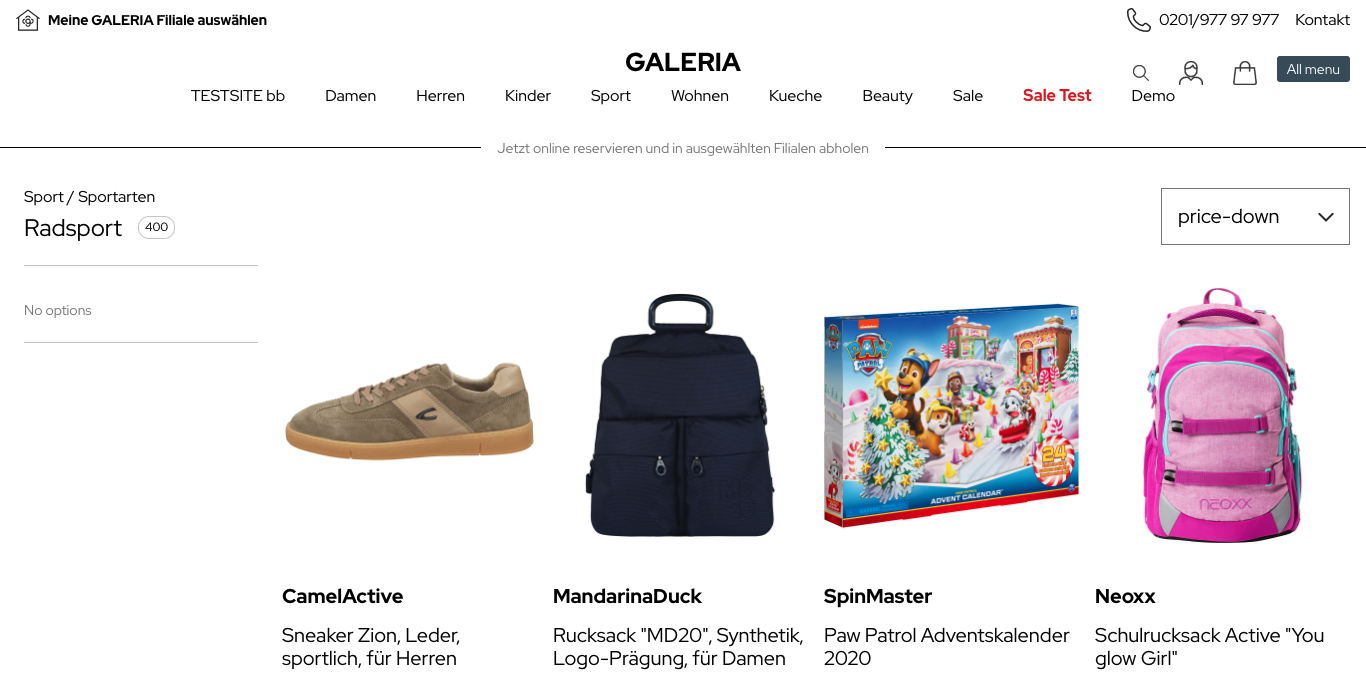 Meine GALERIA Filiale auswählen
0201/977 97 977 Kontakt
GALERIA
All menu
TESTSITE bb Damen Herren Kinder Sport Wohnen Kueche Beauty Sale Sale Test Demo
Jetzt online reservieren und in ausgewählten Filialen abholen
Sport / Sportarten
Radsport 400
price-down
No options
nickelodeon
PAW PATROL
24
ADVENT CALENDAR
NEOXX
CamelActive MandarinaDuck SpinMaster Neoxx
Sneaker Zion, Leder,
sportlich, für Herren
Rucksack "MD20", Synthetik,
Logo-Prägung, für Damen
Paw Patrol Adventskalender
2020
Schulrucksack Active "You
glow Girl"